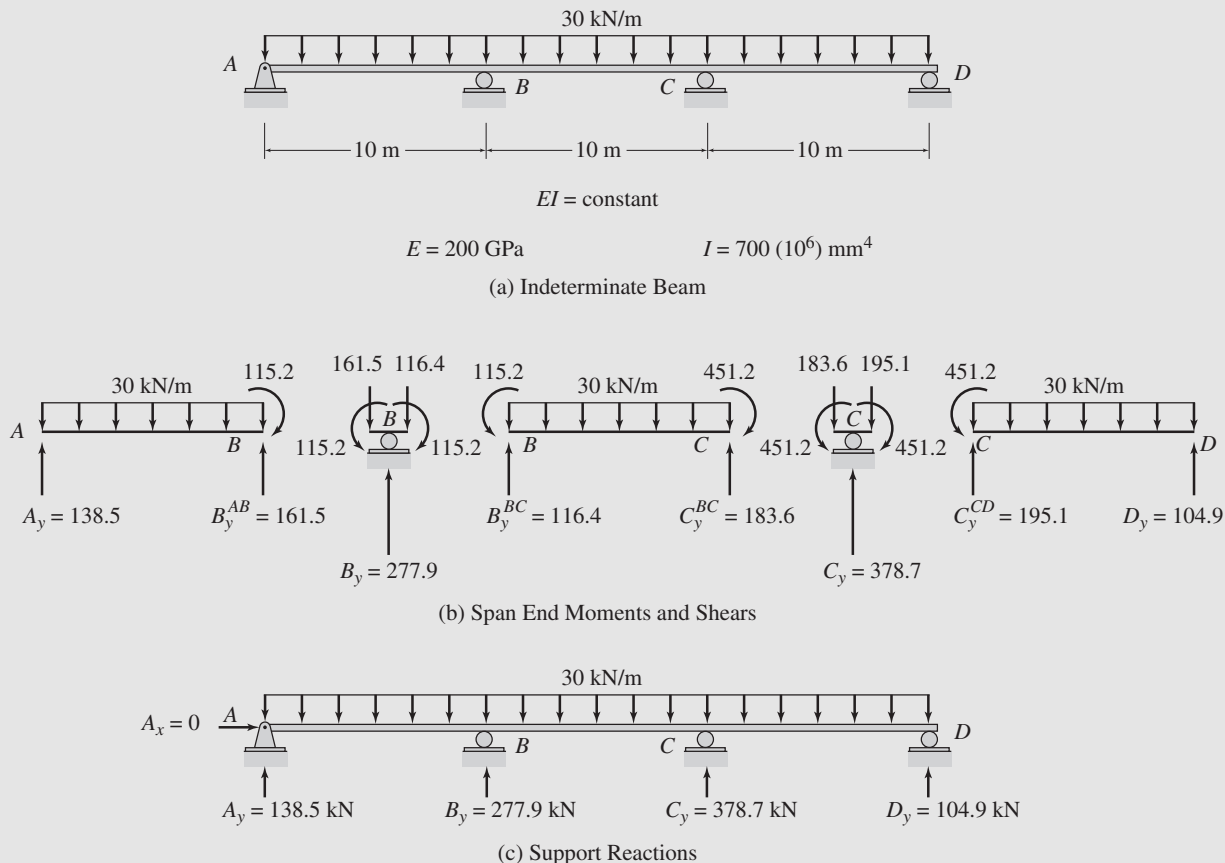 30 kN/m
A B C D
10 m 10 m 10 m
EI = constant
E = 200 GPa I = 700 (10⁶) mm⁴
(a) Indeterminate Beam
115.2 161.5 116.4 115.2 451.2 183.6 195.1 451.2
30 kN/m 30 kN/m 30 kN/m
A B B B C C C D
115.2 115.2 451.2 451.2
A_y = 138.5 B_y^{AB} = 161.5 B_y^{BC} = 116.4 C_y^{BC} = 183.6 C_y^{CD} = 195.1 D_y = 104.9
B_y = 277.9 C_y = 378.7
(b) Span End Moments and Shears
30 kN/m
A_x = 0 A B C D
A_y = 138.5 kN B_y = 277.9 kN C_y = 378.7 kN D_y = 104.9 kN
(c) Support Reactions